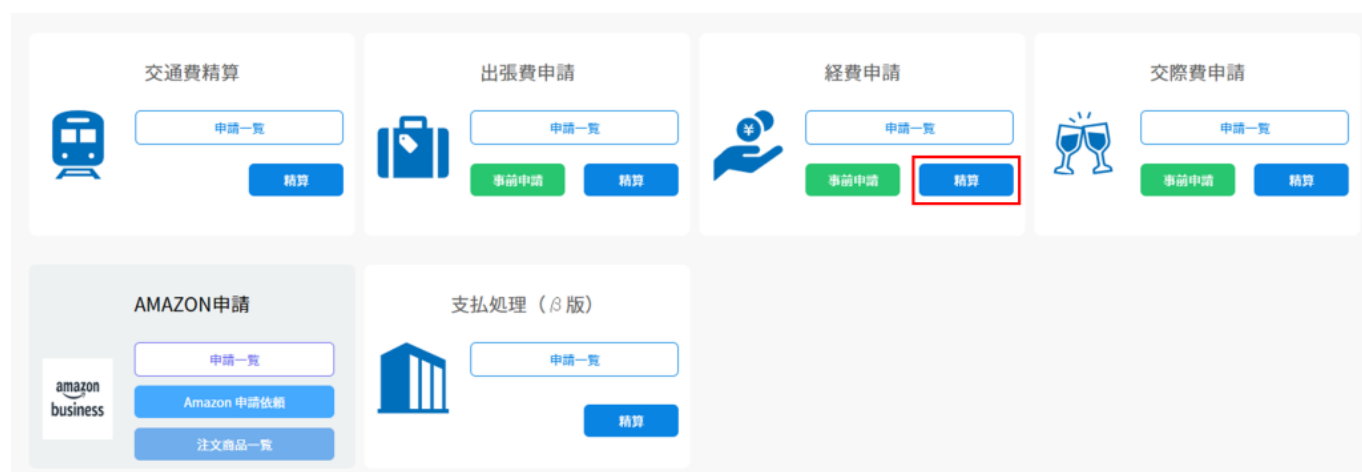 交通費精算
申請一覧
精算
出張費申請
申請一覧
事前申請
精算
経費申請
¥
申請一覧
事前申請
精算
交際費申請
申請一覧
事前申請
精算
AMAZON申請
amazon
business
申請一覧
Amazon 申請依頼
注文商品一覧
支払処理（β版）
申請一覧
精算